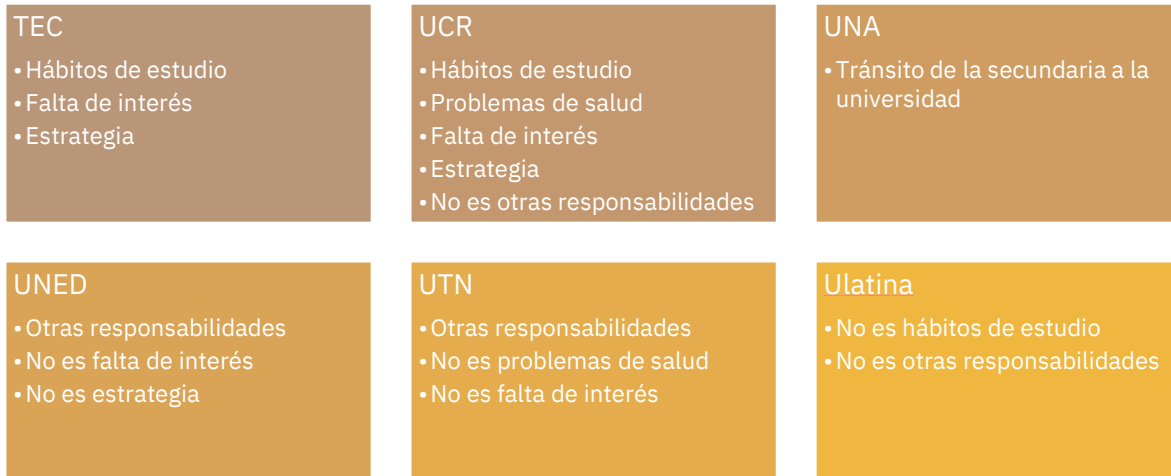 TEC
•Hábitos de estudio
•Falta de interés
•Estrategia
UCR
•Hábitos de estudio
•Problemas de salud
•Falta de interés
•Estrategia
•No es otras responsabilidades
UNA
•Tránsito de la secundaria a la
universidad
UNED
•Otras responsabilidades
•No es falta de interés
•No es estrategia
UTN
•Otras responsabilidades
•No es problemas de salud
•No es falta de interés
Ulatina
•No es hábitos de estudio
•No es otras responsabilidades